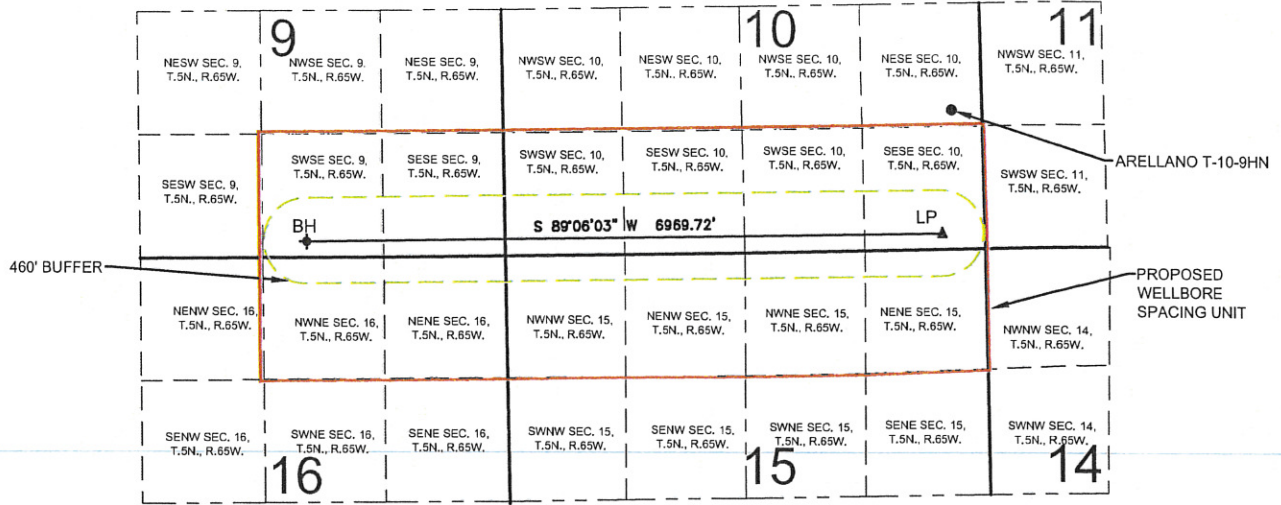 9
10
11
NESW SEC. 9,
T.5N., R.65W.
NWSE SEC. 9,
T.5N., R.65W.
NESE SEC. 9,
T.5N., R.65W.
NWSW SEC. 10,
T.5N., R.65W.
NESW SEC. 10,
T.5N., R.65W.
NWSE SEC. 10,
T.5N., R.65W.
NESE SEC. 10,
T.5N., R.65W.
NWSW SEC. 11,
T.5N., R.65W.
ARELLANO T-10-9HN
SESW SEC. 9,
T.5N., R.65W.
SWSE SEC. 9,
T.5N., R.65W.
SESE SEC. 9,
T.5N., R.65W.
SWSW SEC. 10,
T.5N., R.65W.
SESW SEC. 10,
T.5N., R.65W.
SWSE SEC. 10,
T.5N., R.65W.
SESE SEC. 10,
T.5N., R.65W.
SWSW SEC. 11,
T.5N., R.65W.
BH
S 89°06'03" W 6969.72'
LP
460' BUFFER
PROPOSED
WELLBORE
SPACING UNIT
NENW SEC. 16,
T.5N., R.65W.
NWNE SEC. 16,
T.5N., R.65W.
NENE SEC. 16,
T.5N., R.65W.
NWNW SEC. 15,
T.5N., R.65W.
NENW SEC. 15,
T.5N., R.65W.
NWNE SEC. 15,
T.5N., R.65W.
NENE SEC. 15,
T.5N., R.65W.
NWNW SEC. 14,
T.5N., R.65W.
SENW SEC. 16,
T.5N., R.65W.
SWNE SEC. 16,
T.5N., R.65W.
SENE SEC. 16,
T.5N., R.65W.
SWNW SEC. 15,
T.5N., R.65W.
SENW SEC. 15,
T.5N., R.65W.
SWNE SEC. 15,
T.5N., R.65W.
SENE SEC. 15,
T.5N., R.65W.
SWNW SEC. 14,
T.5N., R.65W.
16
15
14